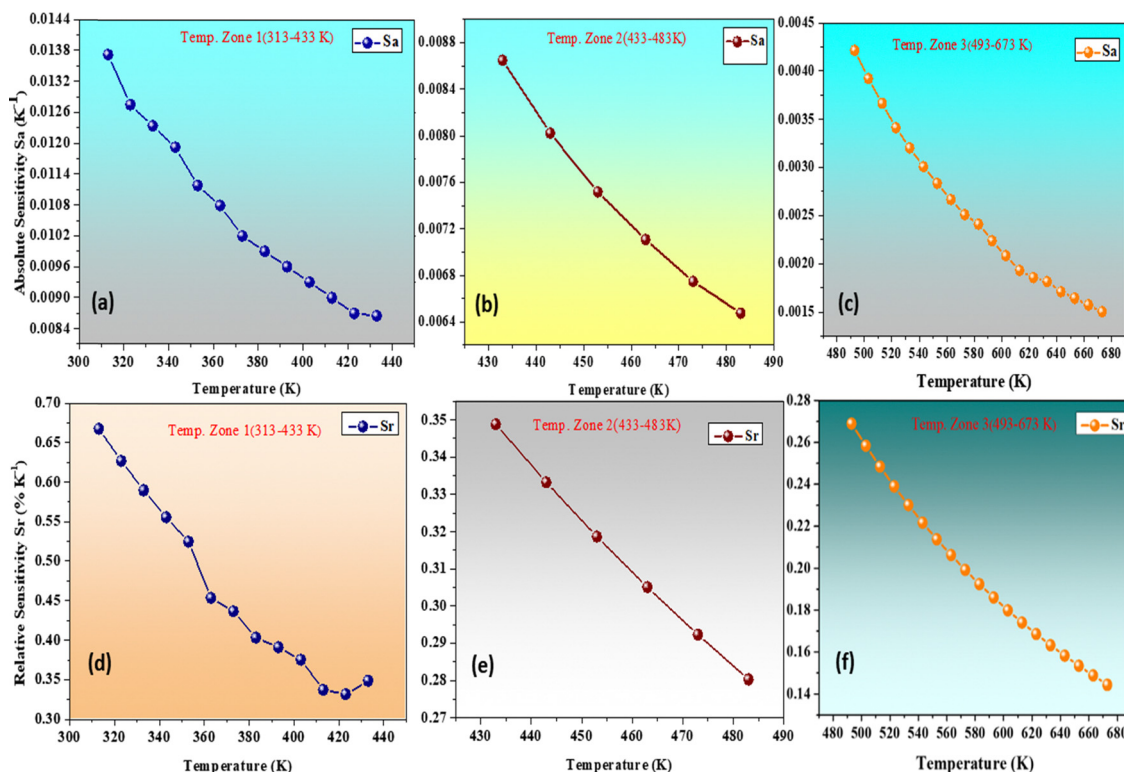 Absolute Sensitivity Sa (K⁻¹)
0.0144
0.0138
0.0132
0.0126
0.0120
0.0114
0.0108
0.0102
0.0096
0.0090
0.0084
Temp. Zone 1(313-433 K)
Sa
(a)
300 320 340 360 380 400 420 440
Temperature (K)
0.0088
0.0084
0.0080
0.0076
0.0072
0.0068
0.0064
Temp. Zone 2(433-483K)
Sa
(b)
430 440 450 460 470 480 490
Temperature (K)
0.0045
0.0040
0.0035
0.0030
0.0025
0.0020
0.0015
Temp. Zone 3(493-673 K)
Sa
(c)
480 500 520 540 560 580 600 620 640 660 680
Temperature (K)
Relative Sensitivity Sr (% K⁻¹)
0.70
0.65
0.60
0.55
0.50
0.45
0.40
0.35
0.30
Temp. Zone 1(313-433 K)
Sr
(d)
300 320 340 360 380 400 420 440
Temperature (K)
0.35
0.34
0.33
0.32
0.31
0.30
0.29
0.28
0.27
Temp. Zone 2(433-483K)
Sr
(e)
430 440 450 460 470 480 490
Temperature (K)
0.28
0.26
0.24
0.22
0.20
0.18
0.16
0.14
Temp. Zone 3(493-673 K)
Sr
(f)
480 500 520 540 560 580 600 620 640 660 680
Temperature (K)